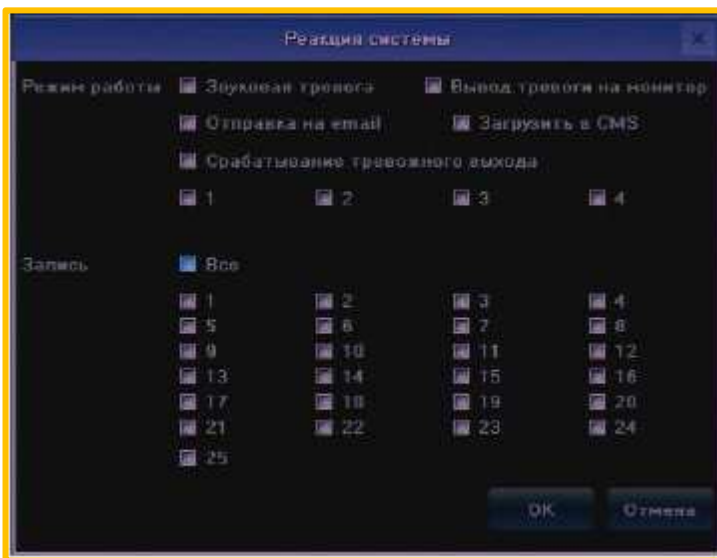 Реакция системы
Режим работы Звуковая тревога Вывод тревоги на монитор
Отправка на email Загрузить в CMS
Срабатывание тревожного выхода
1 2 3 4
Запись Все
1 2 3 4
5 6 7 8
9 10 11 12
13 14 15 16
17 18 19 20
21 22 23 24
25
OK Отмена